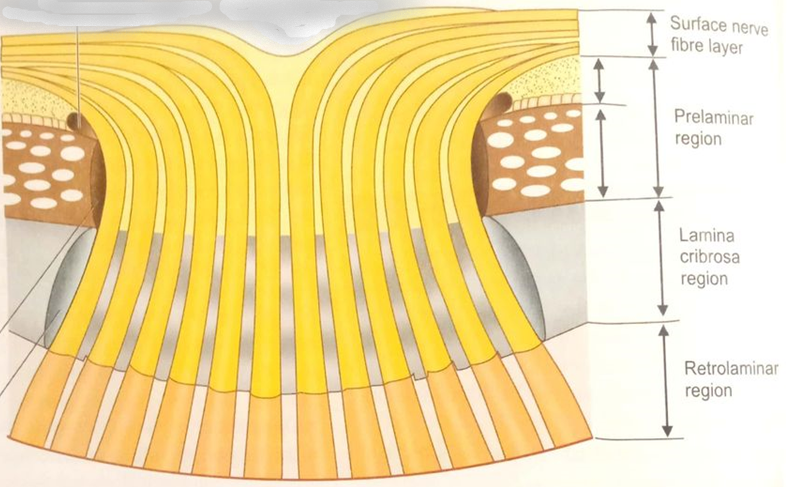 Surface nerve
fibre layer
Prelaminar
region
Lamina
cribrosa
region
Retrolaminar
region